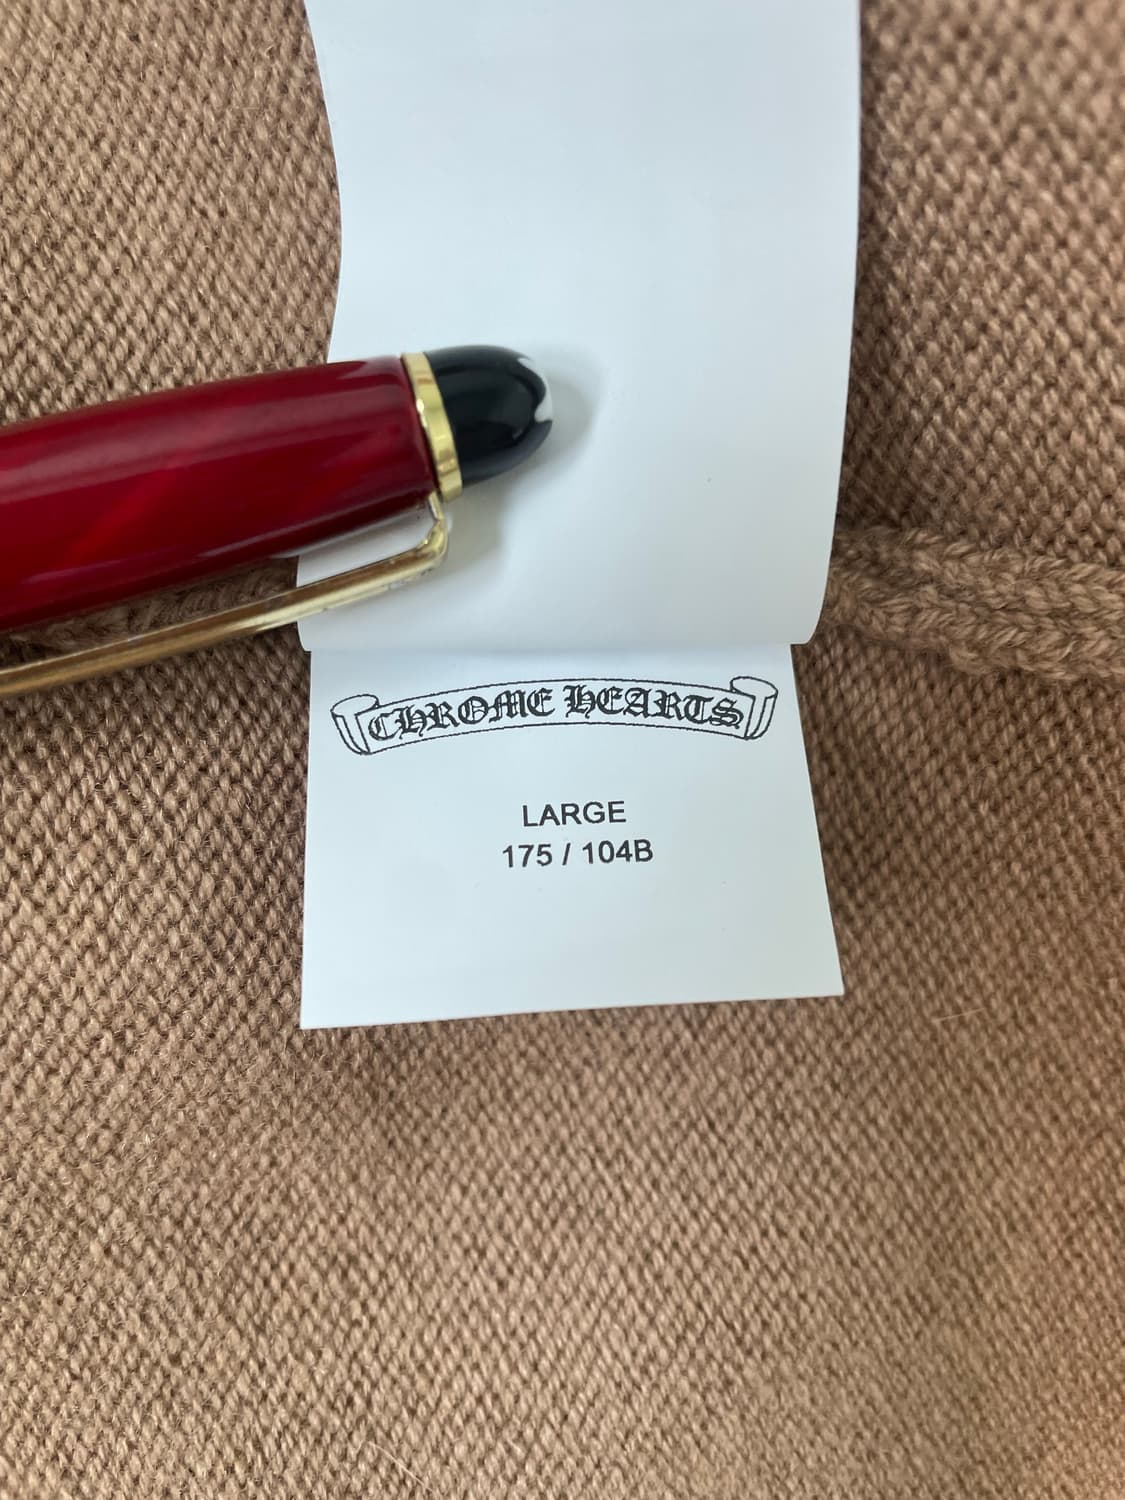 CHROME HEARTS
LARGE
175 / 104B